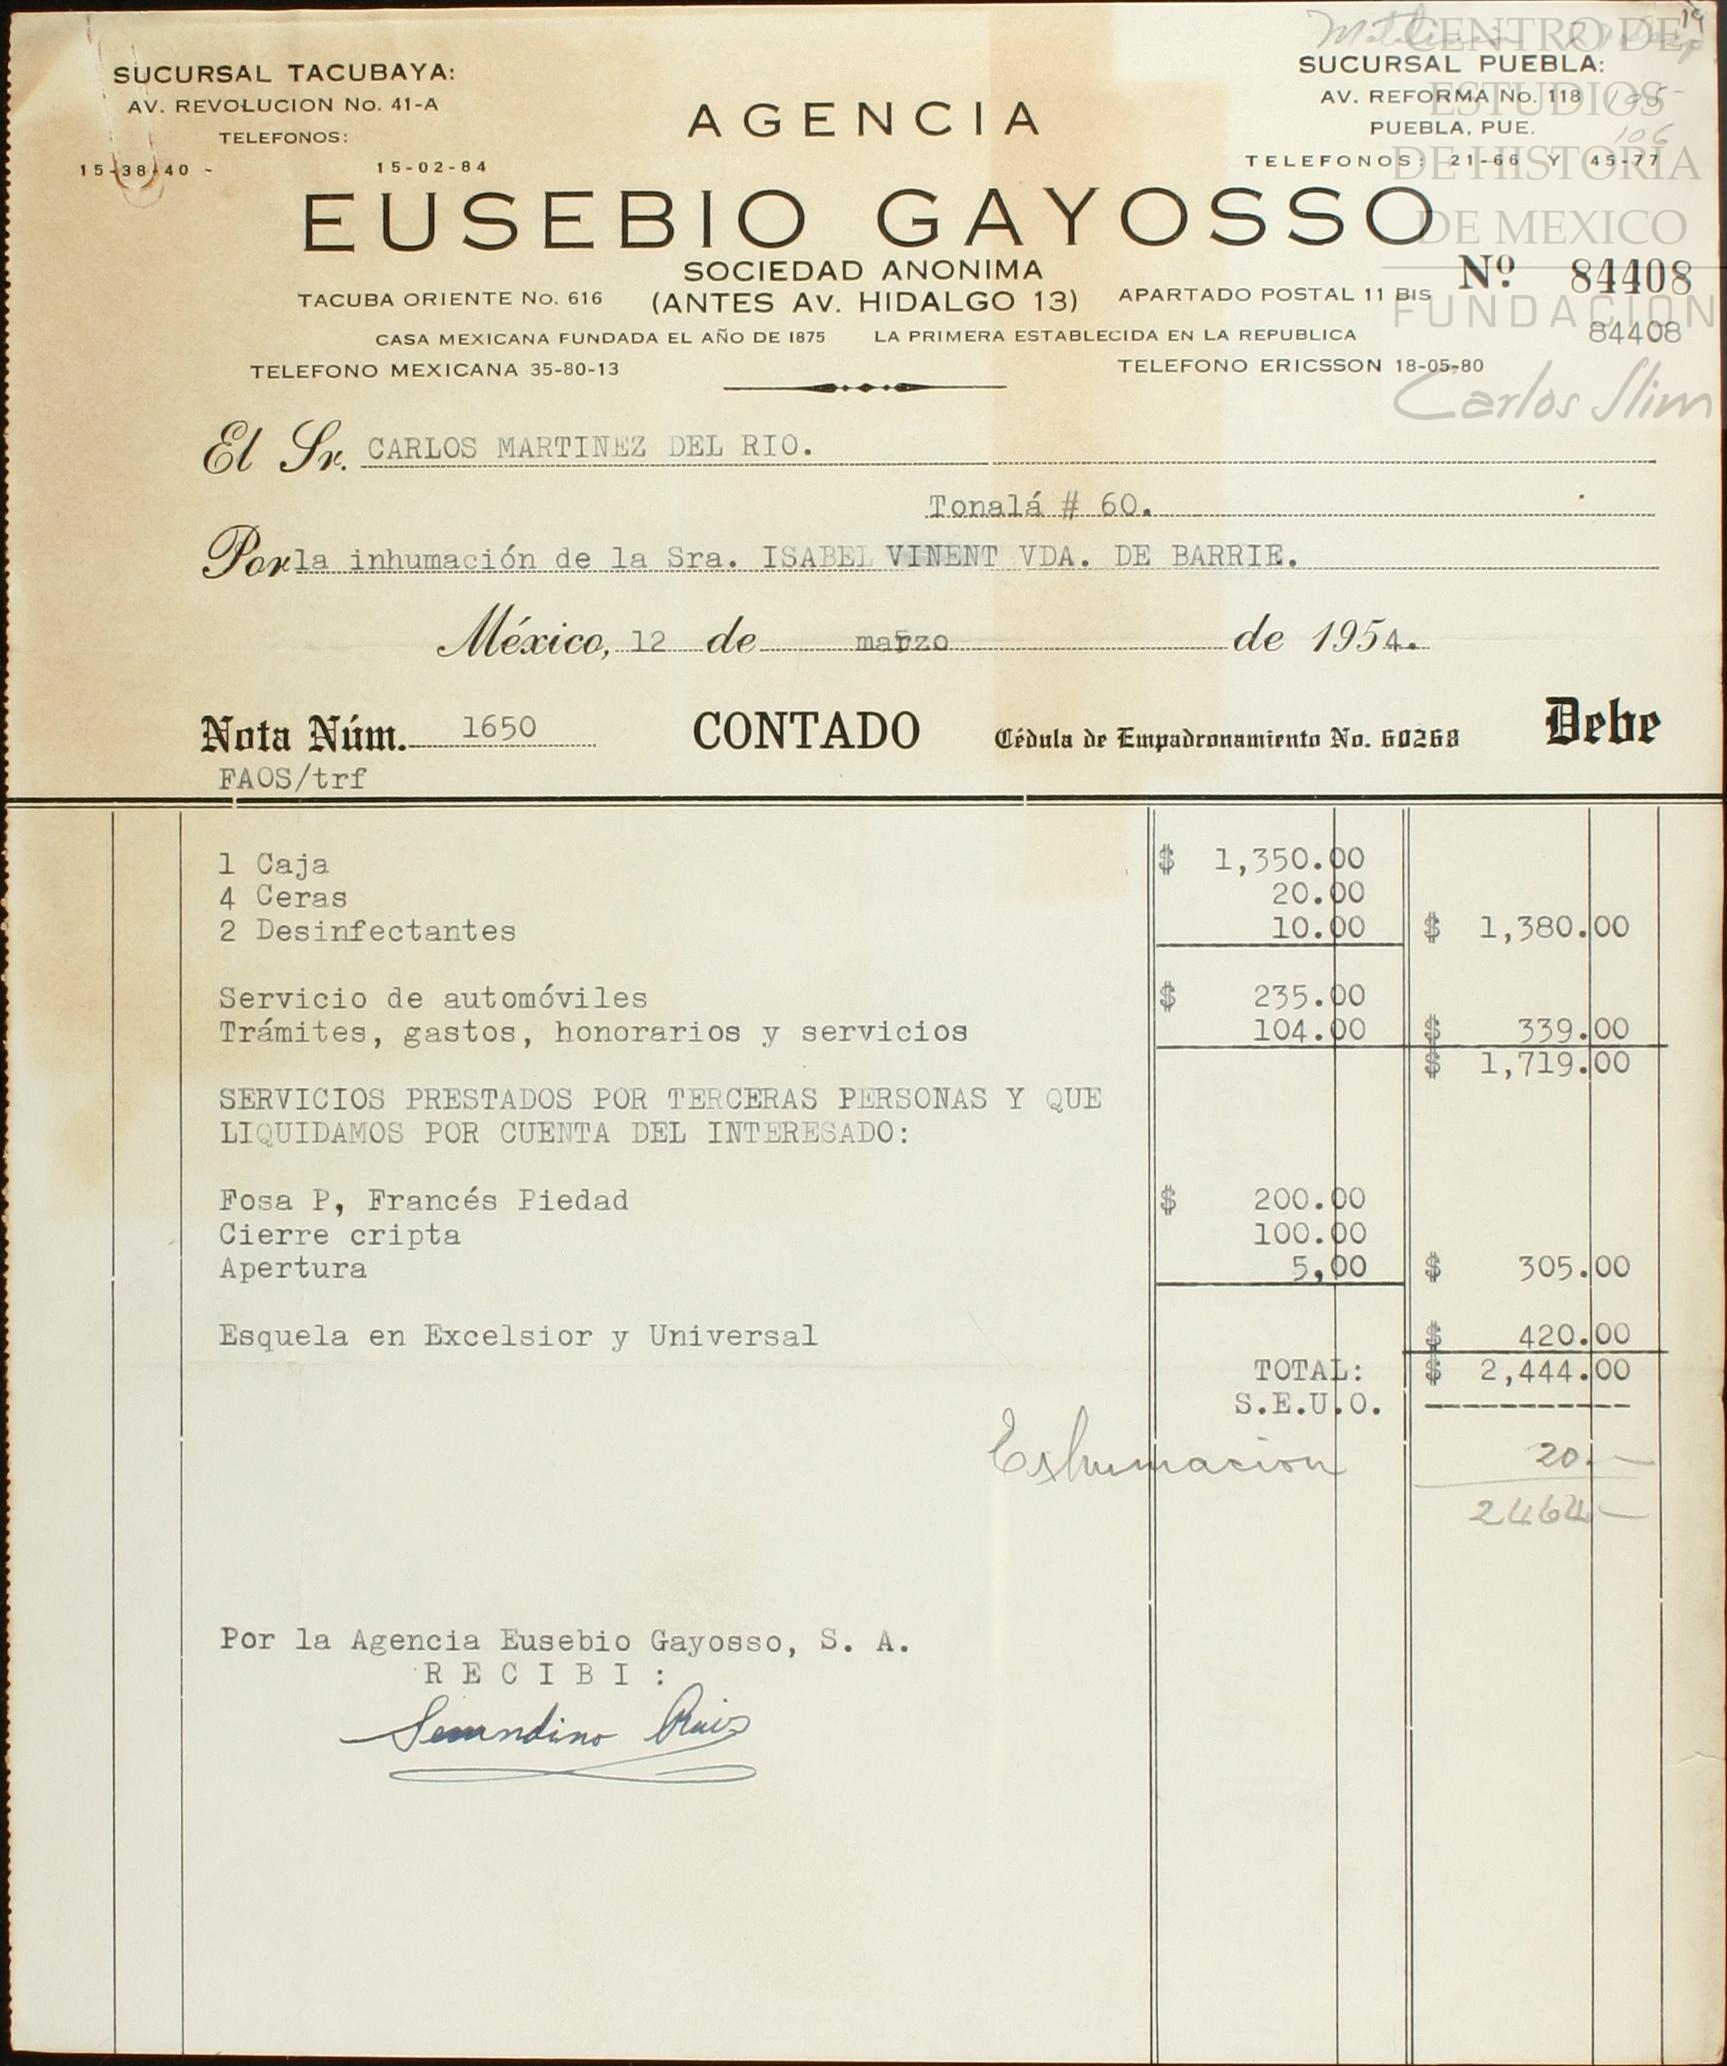 SUCURSAL TACUBAYA:
AV. REVOLUCION No. 41-A
TELEFONOS:
15-38-40 - 15-02-84
SUCURSAL PUEBLA:
AV. REFORMA No. 118
PUEBLA, PUE.
TELEFONOS: 21-66 Y 45-77
106
CENTRO DE
ESTUDIOS
DE HISTORIA
DE MEXICO
FUNDACION
Carlos Slim
AGENCIA
EUSEBIO GAYOSSO
SOCIEDAD ANONIMA
TACUBA ORIENTE No. 616 (ANTES AV. HIDALGO 13) APARTADO POSTAL 11 BIS
Nº 84408
84408
CASA MEXICANA FUNDADA EL AÑO DE 1875 LA PRIMERA ESTABLECIDA EN LA REPUBLICA
TELEFONO MEXICANA 35-80-13 TELEFONO ERICSSON 18-05-80
El Sr. CARLOS MARTINEZ DEL RIO.
Tonalá # 60.
Por la inhumación de la Sra. ISABEL VINENT VDA. DE BARRIE.
México, 12 de marzo de 1954.
Nota Núm. 1650 CONTADO Cédula de Empadronamiento No. 60268 Debe
FAOS/trf
1 Caja $ 1,350.00
4 Ceras 20.00
2 Desinfectantes 10.00 $ 1,380.00
Servicio de automóviles $ 235.00
Trámites, gastos, honorarios y servicios 104.00 $ 339.00
$ 1,719.00
SERVICIOS PRESTADOS POR TERCERAS PERSONAS Y QUE
LIQUIDAMOS POR CUENTA DEL INTERESADO:
Fosa P, Francés Piedad $ 200.00
Cierre cripta 100.00
Apertura 5,00 $ 305.00
Esquela en Excelsior y Universal $ 420.00
TOTAL: $ 2,444.00
S.E.U.O. -----------
Exhumacion 20.—
2464—
Por la Agencia Eusebio Gayosso, S. A.
R E C I B I :